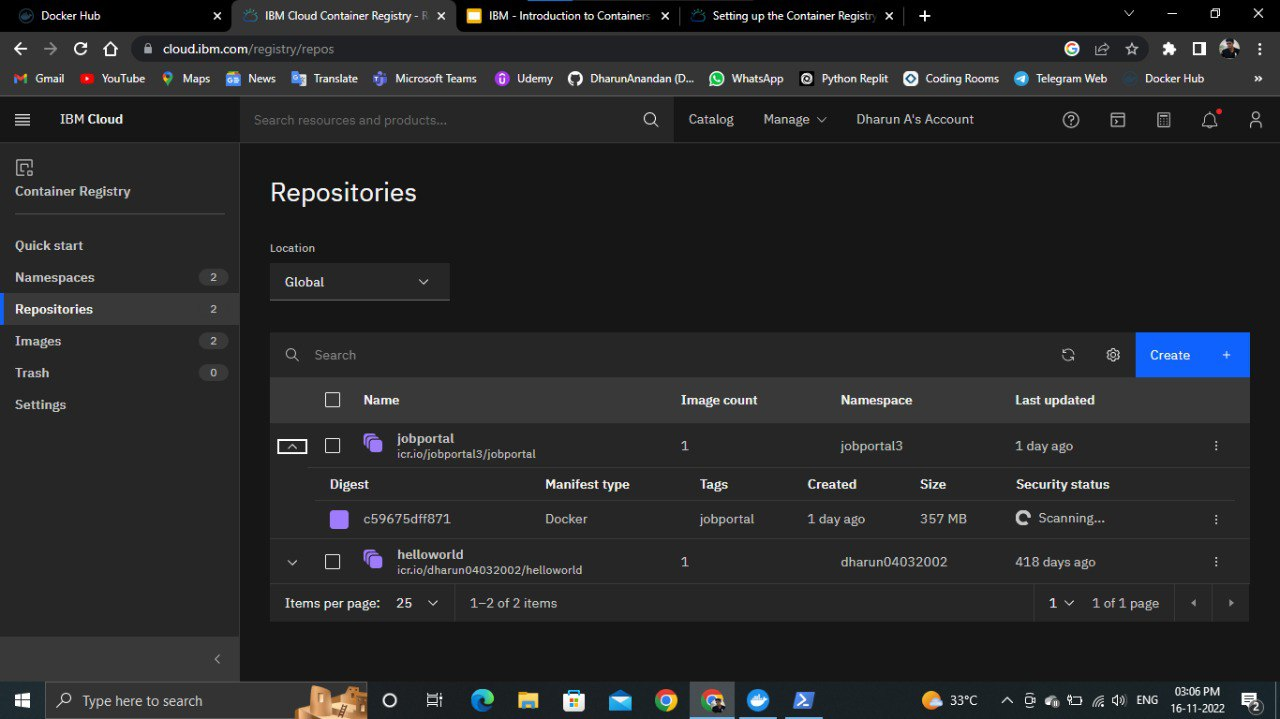 Docker Hub
IBM Cloud Container Registry - R
IBM - Introduction to Containers
Setting up the Container Registry
cloud.ibm.com/registry/repos
Gmail YouTube Maps News Translate Microsoft Teams Udemy DharunAnandan (D... WhatsApp Python Replit Coding Rooms Telegram Web Docker Hub »
IBM Cloud
Search resources and products...
Catalog Manage Dharun A's Account
Container Registry
Quick start
Namespaces 2
Repositories 2
Images 2
Trash 0
Settings
Repositories
Location
Global
Search
Create +
Name Image count Namespace Last updated
jobportal 1 jobportal3 1 day ago
icr.io/jobportal3/jobportal
Digest Manifest type Tags Created Size Security status
c59675dff871 Docker jobportal 1 day ago 357 MB Scanning...
helloworld 1 dharun04032002 418 days ago
icr.io/dharun04032002/helloworld
Items per page: 25 1–2 of 2 items 1 1 of 1 page
Type here to search
33°C
ENG
03:06 PM
16-11-2022
2